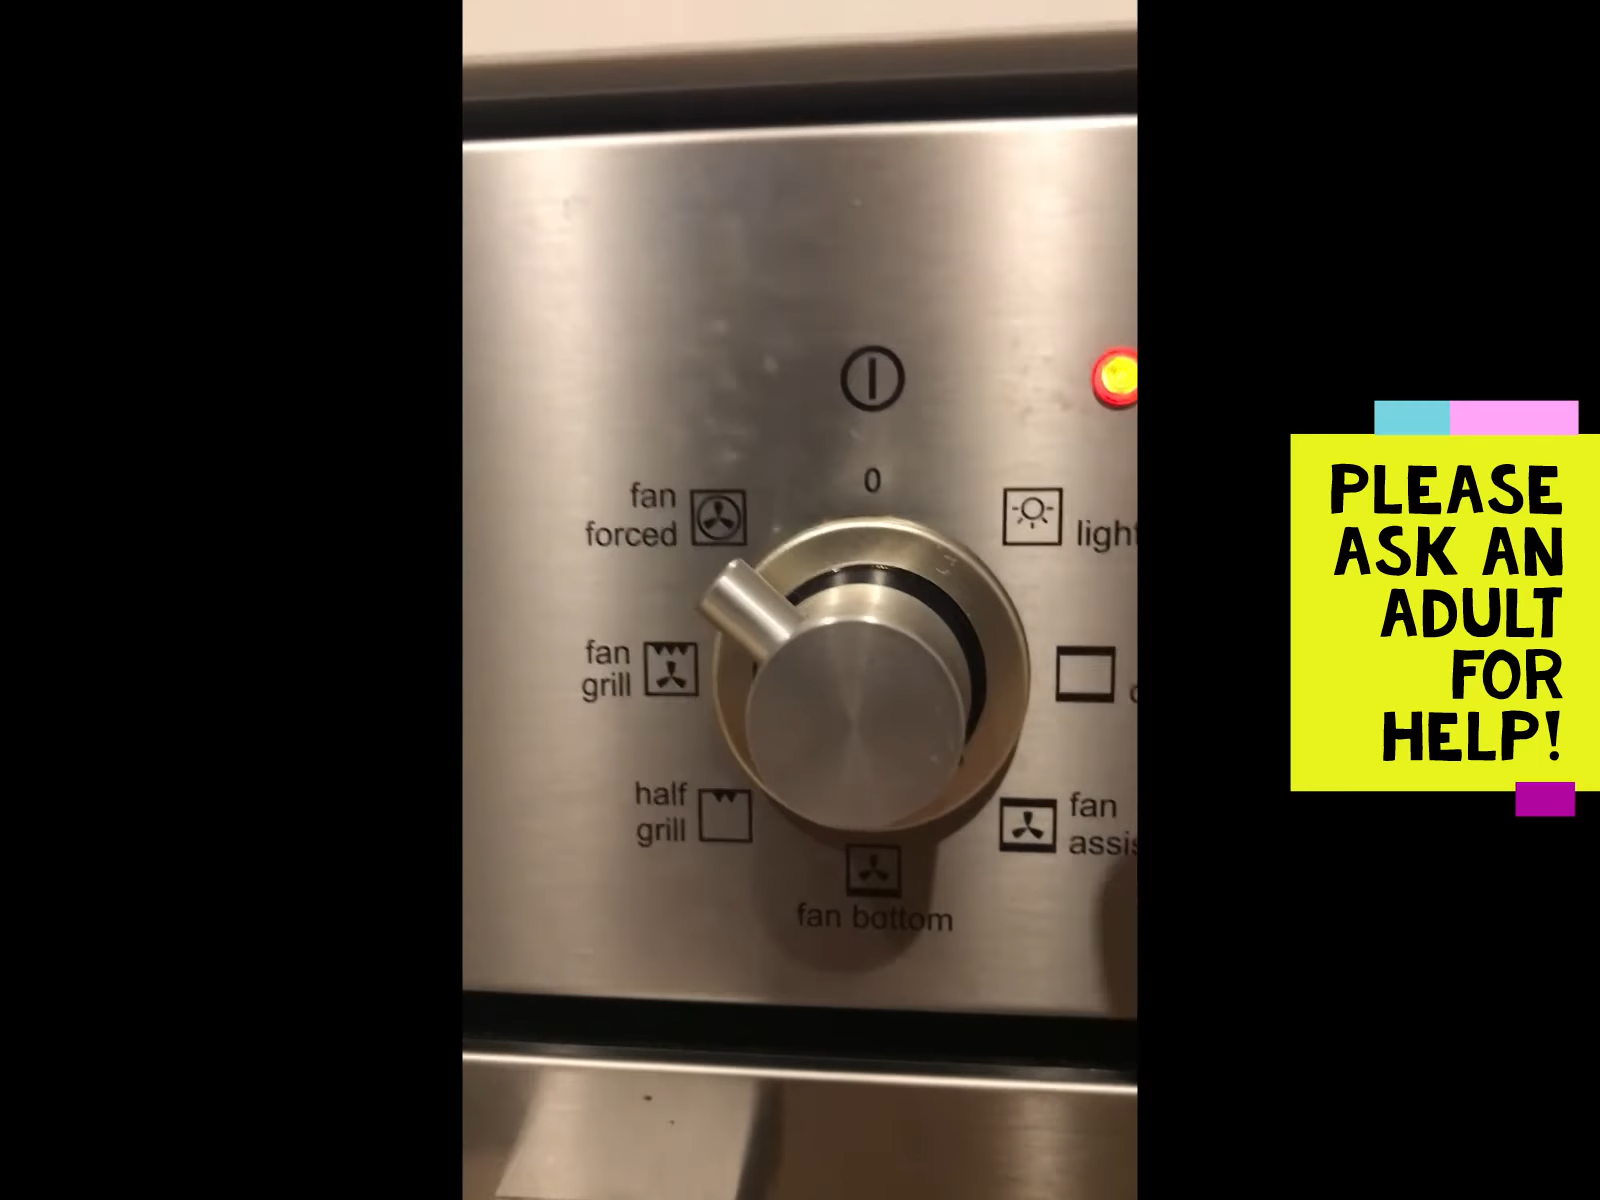 0
fan
forced
light
fan
grill
half
grill
fan
fan bottom
PLEASE
ASK AN
ADULT
FOR
HELP!